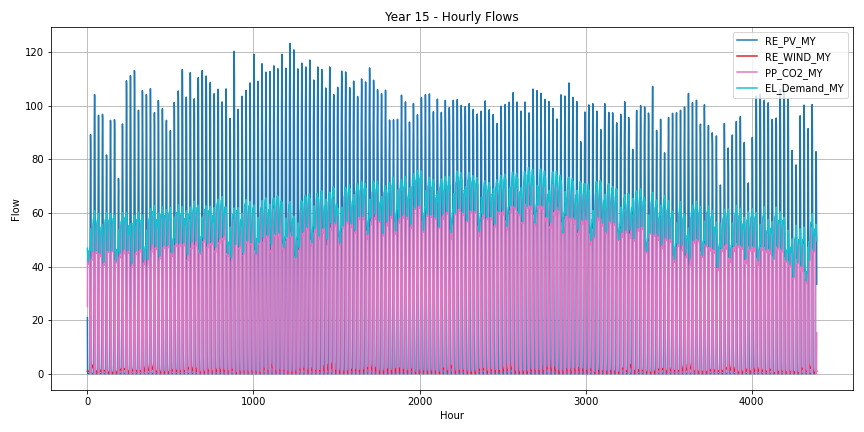 Year 15 - Hourly Flows
RE_PV_MY
RE_WIND_MY
PP_CO2_MY
EL_Demand_MY
Flow
120
100
80
60
40
20
0
0 1000 2000 3000 4000
Hour